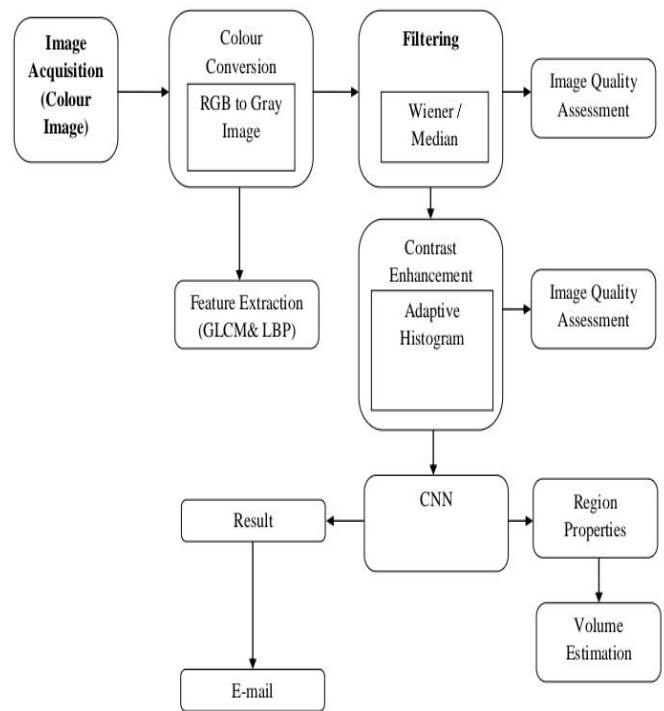 Image
Acquisition
(Colour
Image)
Colour
Conversion
RGB to Gray
Image
Filtering
Wiener /
Median
Image Quality
Assessment
Feature Extraction
(GLCM& LBP)
Contrast
Enhancement
Adaptive
Histogram
Image Quality
Assessment
CNN
Result
Region
Properties
Volume
Estimation
E-mail